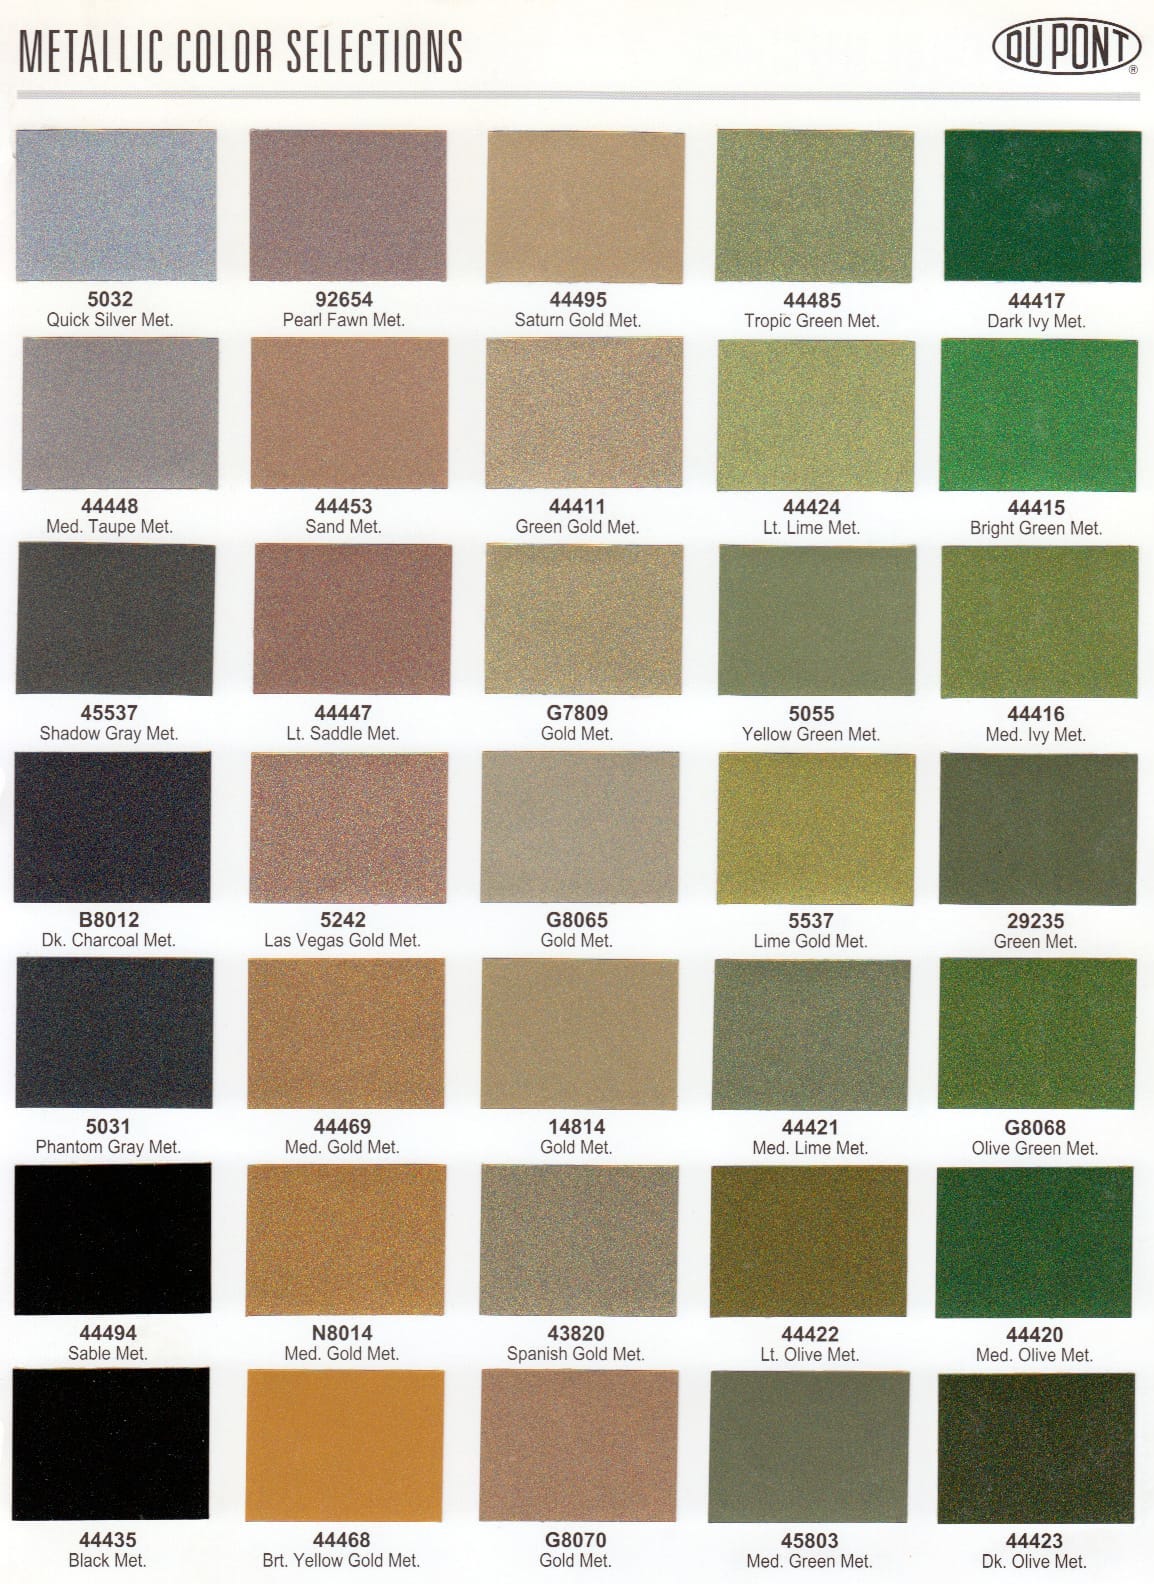 METALLIC COLOR SELECTIONS
DU PONT®
5032
Quick Silver Met.
92654
Pearl Fawn Met.
44495
Saturn Gold Met.
44485
Tropic Green Met.
44417
Dark Ivy Met.
44448
Med. Taupe Met.
44453
Sand Met.
44411
Green Gold Met.
44424
Lt. Lime Met.
44415
Bright Green Met.
45537
Shadow Gray Met.
44447
Lt. Saddle Met.
G7809
Gold Met.
5055
Yellow Green Met.
44416
Med. Ivy Met.
B8012
Dk. Charcoal Met.
5242
Las Vegas Gold Met.
G8065
Gold Met.
5537
Lime Gold Met.
29235
Green Met.
5031
Phantom Gray Met.
44469
Med. Gold Met.
14814
Gold Met.
44421
Med. Lime Met.
G8068
Olive Green Met.
44494
Sable Met.
N8014
Med. Gold Met.
43820
Spanish Gold Met.
44422
Lt. Olive Met.
44420
Med. Olive Met.
44435
Black Met.
44468
Brt. Yellow Gold Met.
G8070
Gold Met.
45803
Med. Green Met.
44423
Dk. Olive Met.